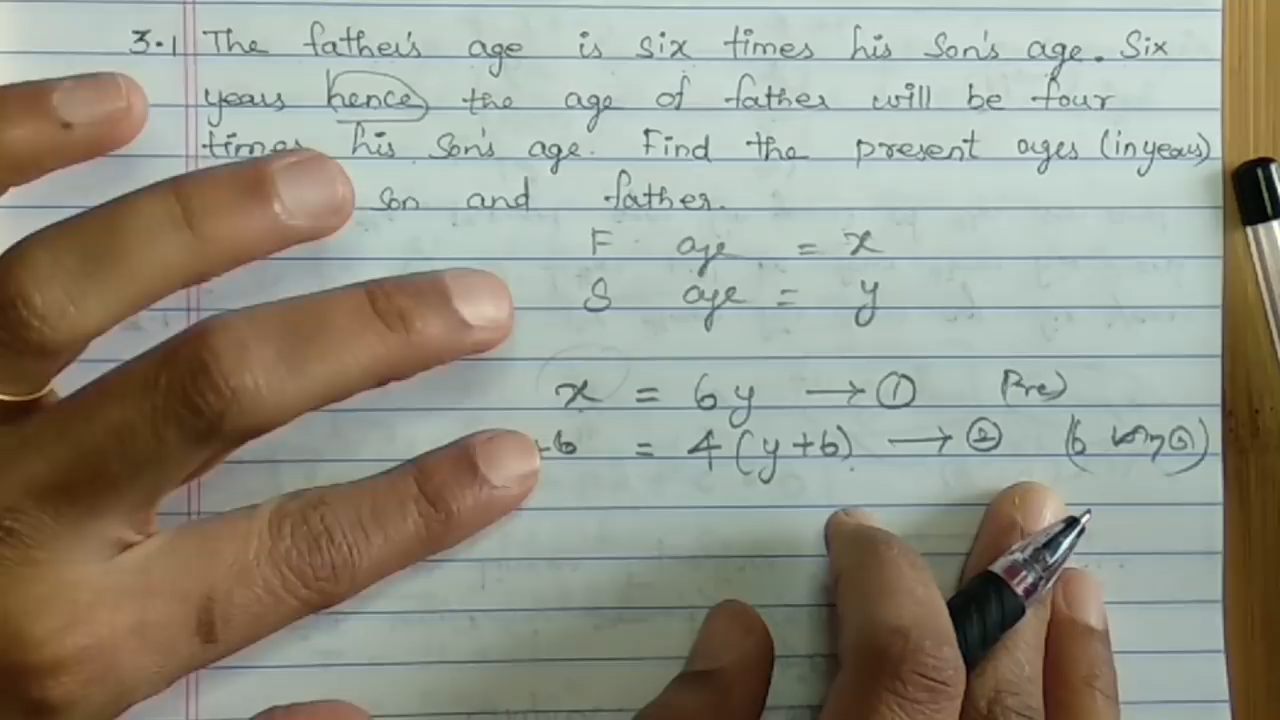 3.1 The father's age is six times his Son's age. Six
years hence the age of father will be four
times his Son's age. Find the present ages (in years)
son and father.
F age = x
S age = y
x = 6y → ① Pre)
+6 = 4(y+6) → ②